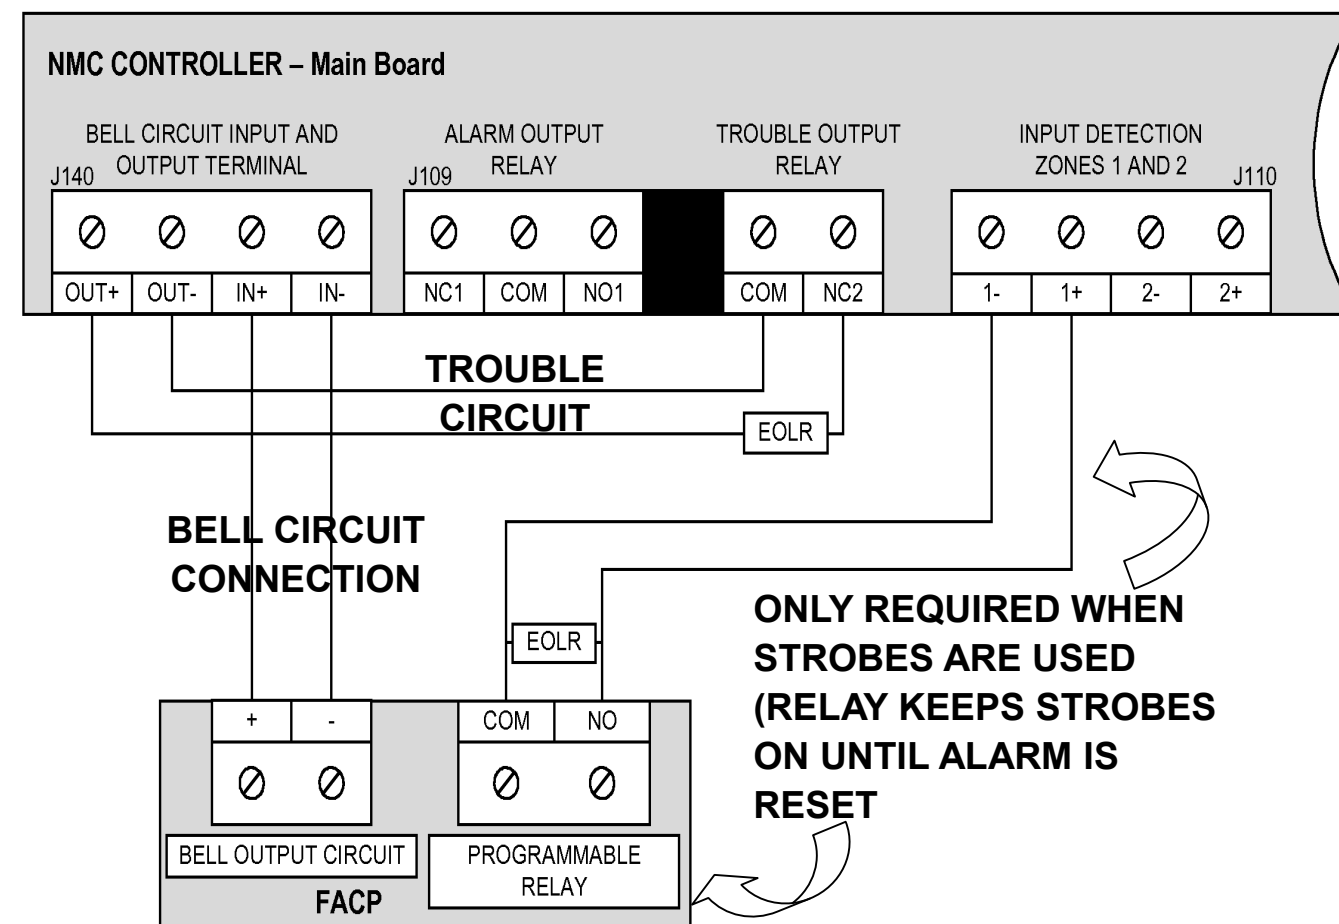 NMC CONTROLLER – Main Board
BELL CIRCUIT INPUT AND
OUTPUT TERMINAL
J140
ALARM OUTPUT
RELAY
J109
TROUBLE OUTPUT
RELAY
INPUT DETECTION
ZONES 1 AND 2
J110
OUT+ OUT- IN+ IN- NC1 COM NO1 COM NC2 1- 1+ 2- 2+
TROUBLE
CIRCUIT
EOLR
BELL CIRCUIT
CONNECTION
EOLR
ONLY REQUIRED WHEN
STROBES ARE USED
(RELAY KEEPS STROBES
ON UNTIL ALARM IS
RESET
+ - COM NO
BELL OUTPUT CIRCUIT
PROGRAMMABLE
RELAY
FACP